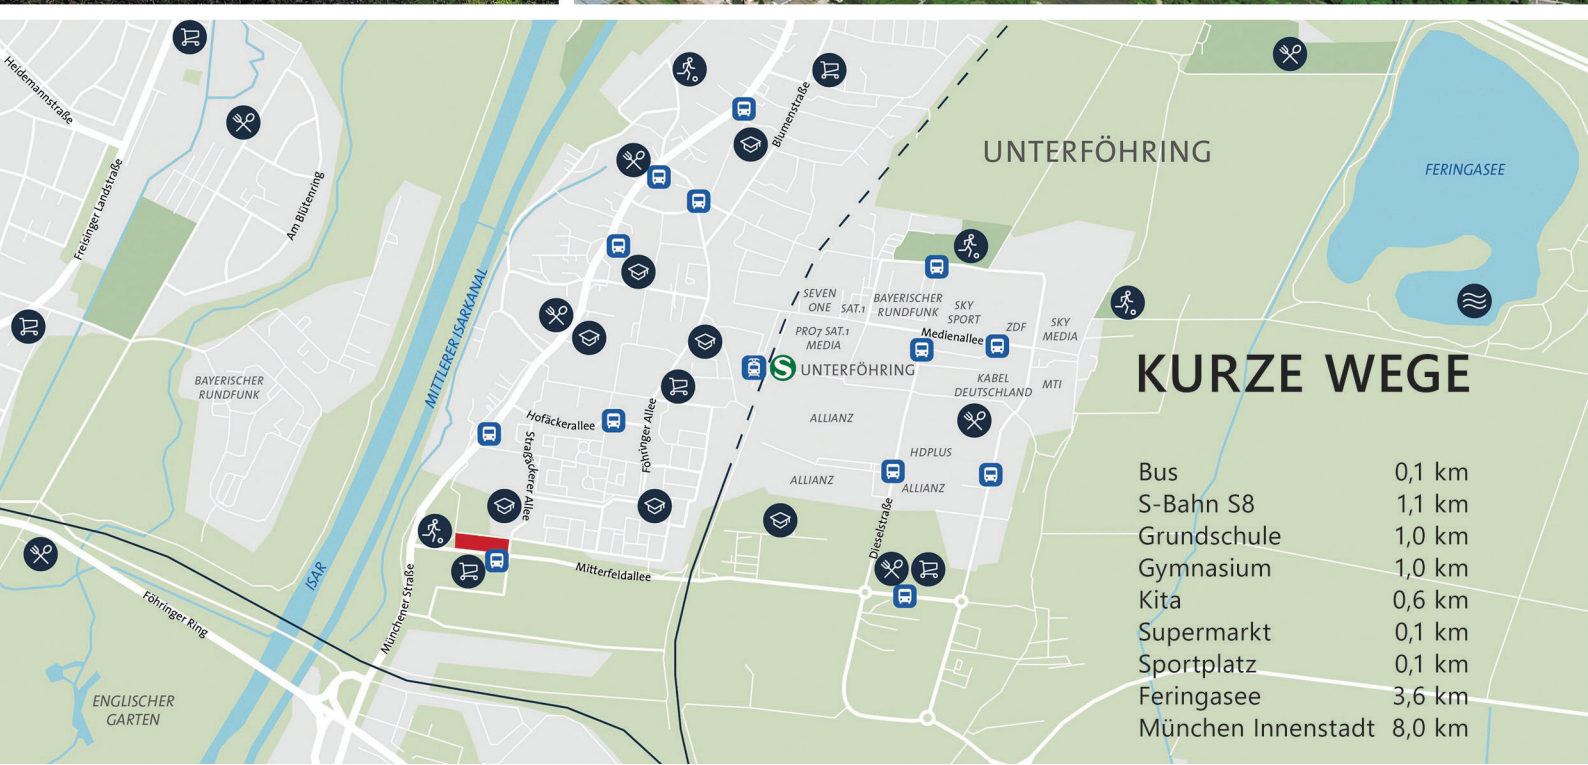 Heidemannstraße
Freisinger Landstraße
Am Blütenring
BAYERISCHER
RUNDFUNK
MITTLERER ISARKANAL
ISAR
Föhringer Ring
ENGLISCHER
GARTEN
Münchener Straße
Blumenstraße
UNTERFÖHRING
FERINGASEE
SEVEN
ONE
SAT.1
BAYERISCHER
RUNDFUNK
SKY
SPORT
PRO7 SAT.1
MEDIA
Medienallee
ZDF
SKY
MEDIA
S UNTERFÖHRING
KABEL
DEUTSCHLAND
MTI
ALLIANZ
HDPLUS
ALLIANZ
ALLIANZ
Hofäckerallee
Stragäckerer Allee
Föhringer Allee
Mitterfeldallee
Dieselstraße
KURZE WEGE
Bus 0,1 km
S-Bahn S8 1,1 km
Grundschule 1,0 km
Gymnasium 1,0 km
Kita 0,6 km
Supermarkt 0,1 km
Sportplatz 0,1 km
Feringasee 3,6 km
München Innenstadt 8,0 km